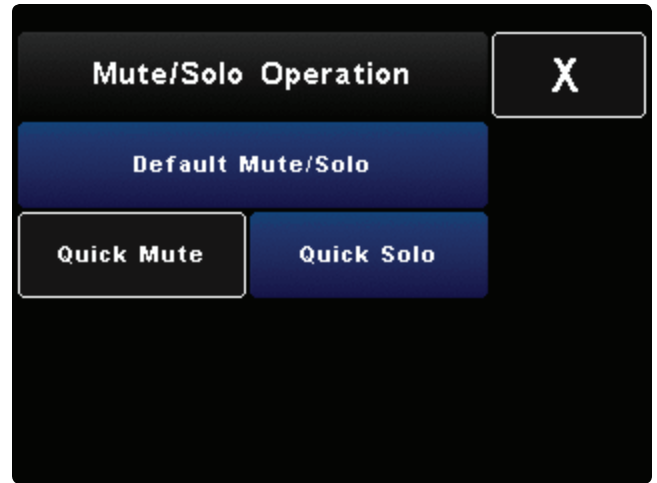 Mute/Solo Operation
X
Default Mute/Solo
Quick Mute
Quick Solo